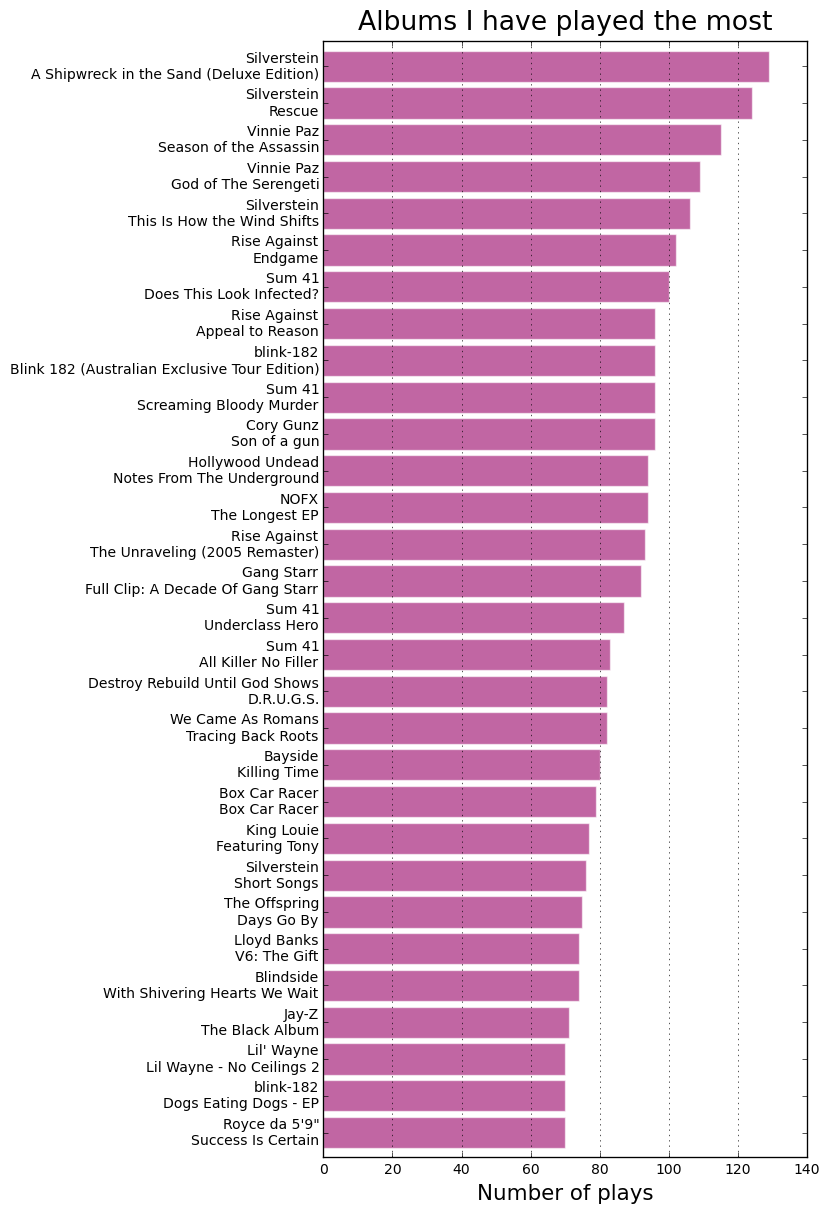 Albums I have played the most
Silverstein
A Shipwreck in the Sand (Deluxe Edition)
Silverstein
Rescue
Vinnie Paz
Season of the Assassin
Vinnie Paz
God of The Serengeti
Silverstein
This Is How the Wind Shifts
Rise Against
Endgame
Sum 41
Does This Look Infected?
Rise Against
Appeal to Reason
blink-182
Blink 182 (Australian Exclusive Tour Edition)
Sum 41
Screaming Bloody Murder
Cory Gunz
Son of a gun
Hollywood Undead
Notes From The Underground
NOFX
The Longest EP
Rise Against
The Unraveling (2005 Remaster)
Gang Starr
Full Clip: A Decade Of Gang Starr
Sum 41
Underclass Hero
Sum 41
All Killer No Filler
Destroy Rebuild Until God Shows
D.R.U.G.S.
We Came As Romans
Tracing Back Roots
Bayside
Killing Time
Box Car Racer
Box Car Racer
King Louie
Featuring Tony
Silverstein
Short Songs
The Offspring
Days Go By
Lloyd Banks
V6: The Gift
Blindside
With Shivering Hearts We Wait
Jay-Z
The Black Album
Lil' Wayne
Lil Wayne - No Ceilings 2
blink-182
Dogs Eating Dogs - EP
Royce da 5'9"
Success Is Certain
0 20 40 60 80 100 120 140
Number of plays